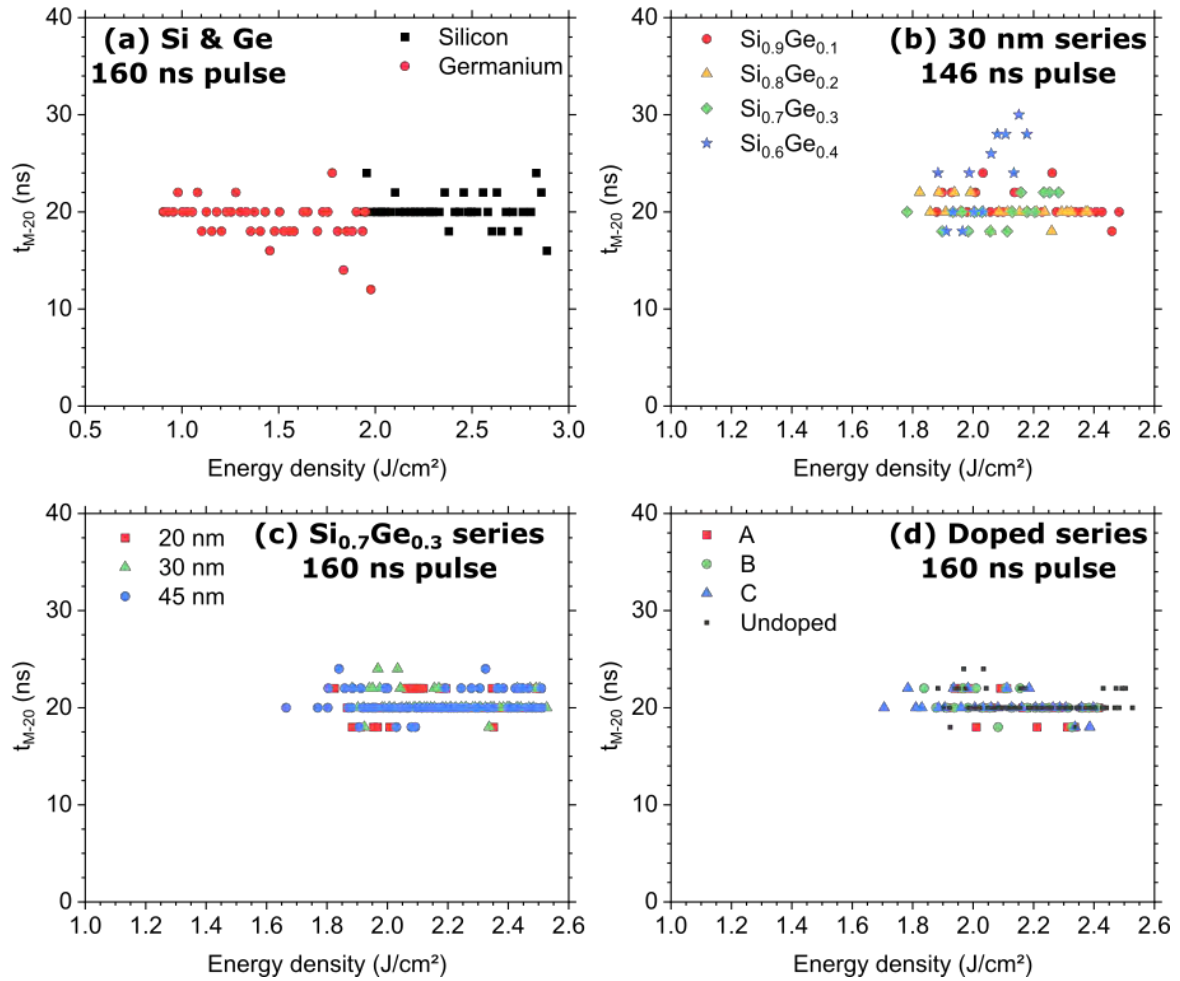 (a) Si & Ge
160 ns pulse
Silicon
Germanium
40
30
20
10
0
t_M-20 (ns)
0.5 1.0 1.5 2.0 2.5 3.0
Energy density (J/cm²)
(b) 30 nm series
146 ns pulse
Si0.9Ge0.1
Si0.8Ge0.2
Si0.7Ge0.3
Si0.6Ge0.4
40
30
20
10
0
t_M-20 (ns)
1.0 1.2 1.4 1.6 1.8 2.0 2.2 2.4 2.6
Energy density (J/cm²)
(c) Si0.7Ge0.3 series
160 ns pulse
20 nm
30 nm
45 nm
40
30
20
10
0
t_M-20 (ns)
1.0 1.2 1.4 1.6 1.8 2.0 2.2 2.4 2.6
Energy density (J/cm²)
(d) Doped series
160 ns pulse
A
B
C
Undoped
40
30
20
10
0
t_M-20 (ns)
1.0 1.2 1.4 1.6 1.8 2.0 2.2 2.4 2.6
Energy density (J/cm²)